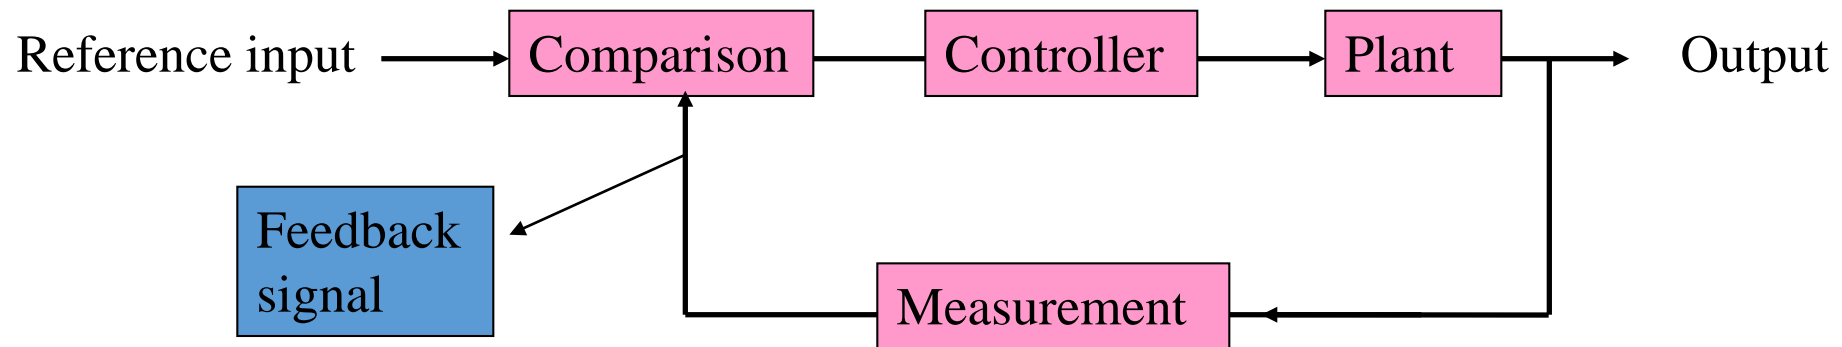 Reference input
Comparison
Controller
Plant
Output
Feedback
signal
Measurement